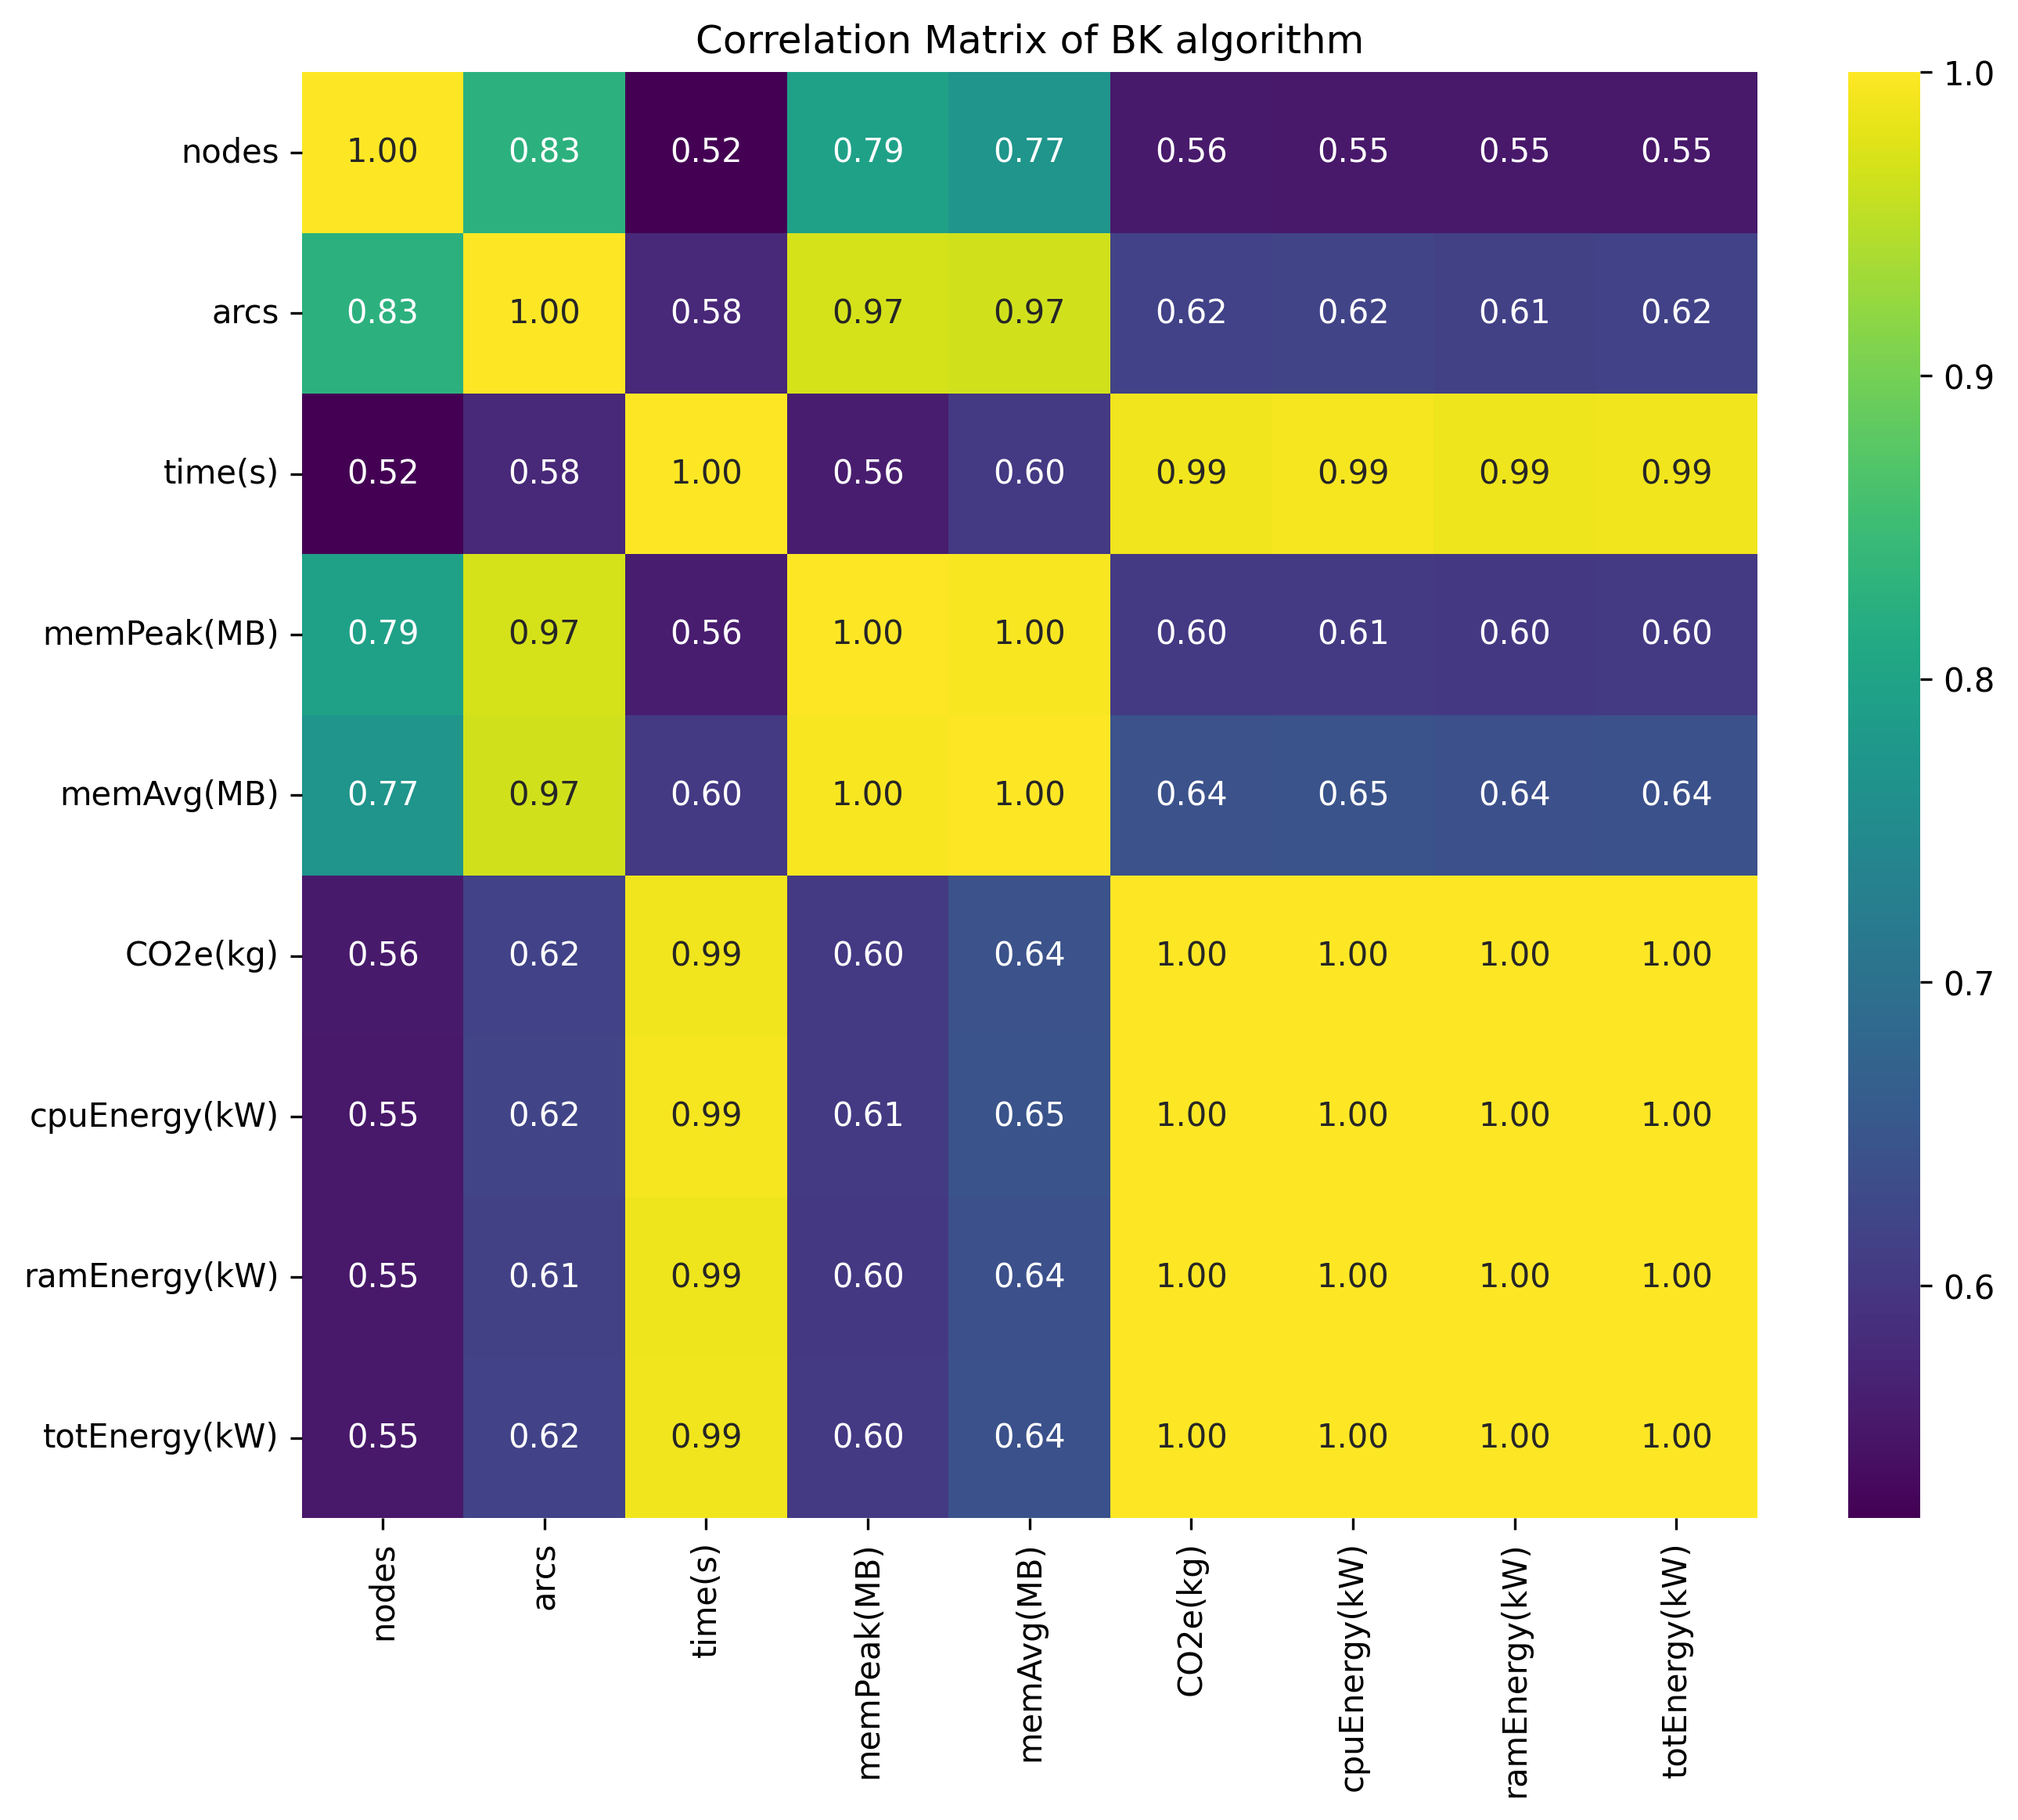 Correlation Matrix of BK algorithm
nodes 1.00 0.83 0.52 0.79 0.77 0.56 0.55 0.55 0.55
arcs 0.83 1.00 0.58 0.97 0.97 0.62 0.62 0.61 0.62
time(s) 0.52 0.58 1.00 0.56 0.60 0.99 0.99 0.99 0.99
memPeak(MB) 0.79 0.97 0.56 1.00 1.00 0.60 0.61 0.60 0.60
memAvg(MB) 0.77 0.97 0.60 1.00 1.00 0.64 0.65 0.64 0.64
CO2e(kg) 0.56 0.62 0.99 0.60 0.64 1.00 1.00 1.00 1.00
cpuEnergy(kW) 0.55 0.62 0.99 0.61 0.65 1.00 1.00 1.00 1.00
ramEnergy(kW) 0.55 0.61 0.99 0.60 0.64 1.00 1.00 1.00 1.00
totEnergy(kW) 0.55 0.62 0.99 0.60 0.64 1.00 1.00 1.00 1.00
nodes
arcs
time(s)
memPeak(MB)
memAvg(MB)
CO2e(kg)
cpuEnergy(kW)
ramEnergy(kW)
totEnergy(kW)
1.0
0.9
0.8
0.7
0.6